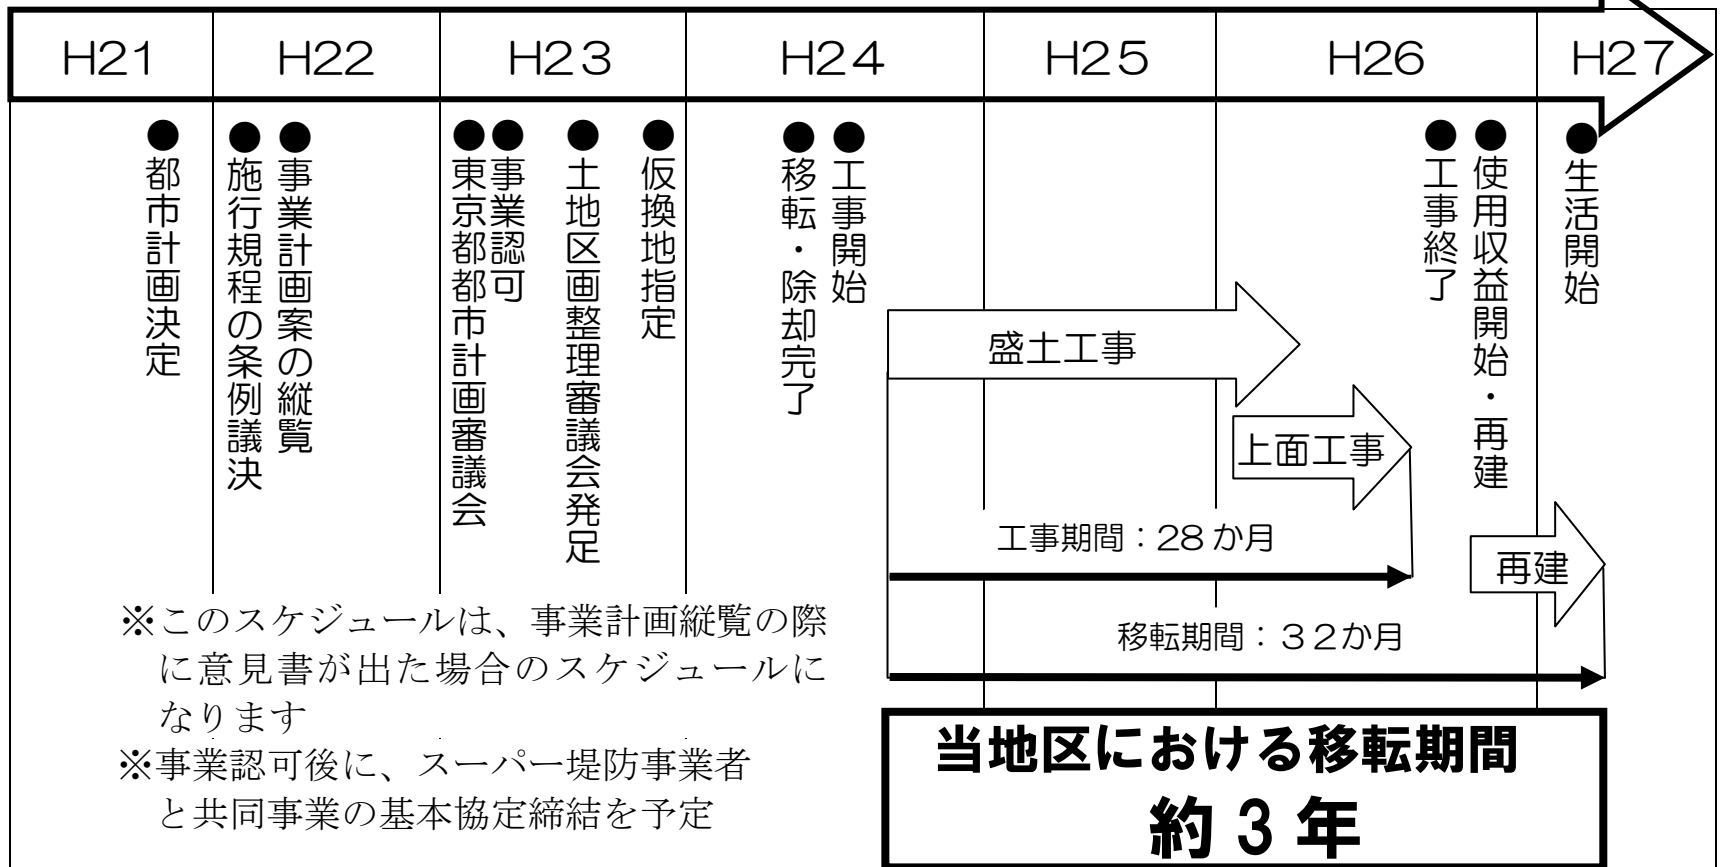 H21
H22
H23
H24
H25
H26
H27
●都市計画決定
●施行規程の条例議決
●事業計画案の縦覧
●東京都都市計画審議会
●事業認可
●土地区画整理審議会発足
●仮換地指定
●移転・除却完了
●工事開始
●工事終了
●使用収益開始・再建
●生活開始
盛土工事
上面工事
工事期間：28か月
再建
移転期間：３２か月
※このスケジュールは、事業計画縦覧の際
に意見書が出た場合のスケジュールに
なります
※事業認可後に、スーパー堤防事業者
と共同事業の基本協定締結を予定
当地区における移転期間
約３年